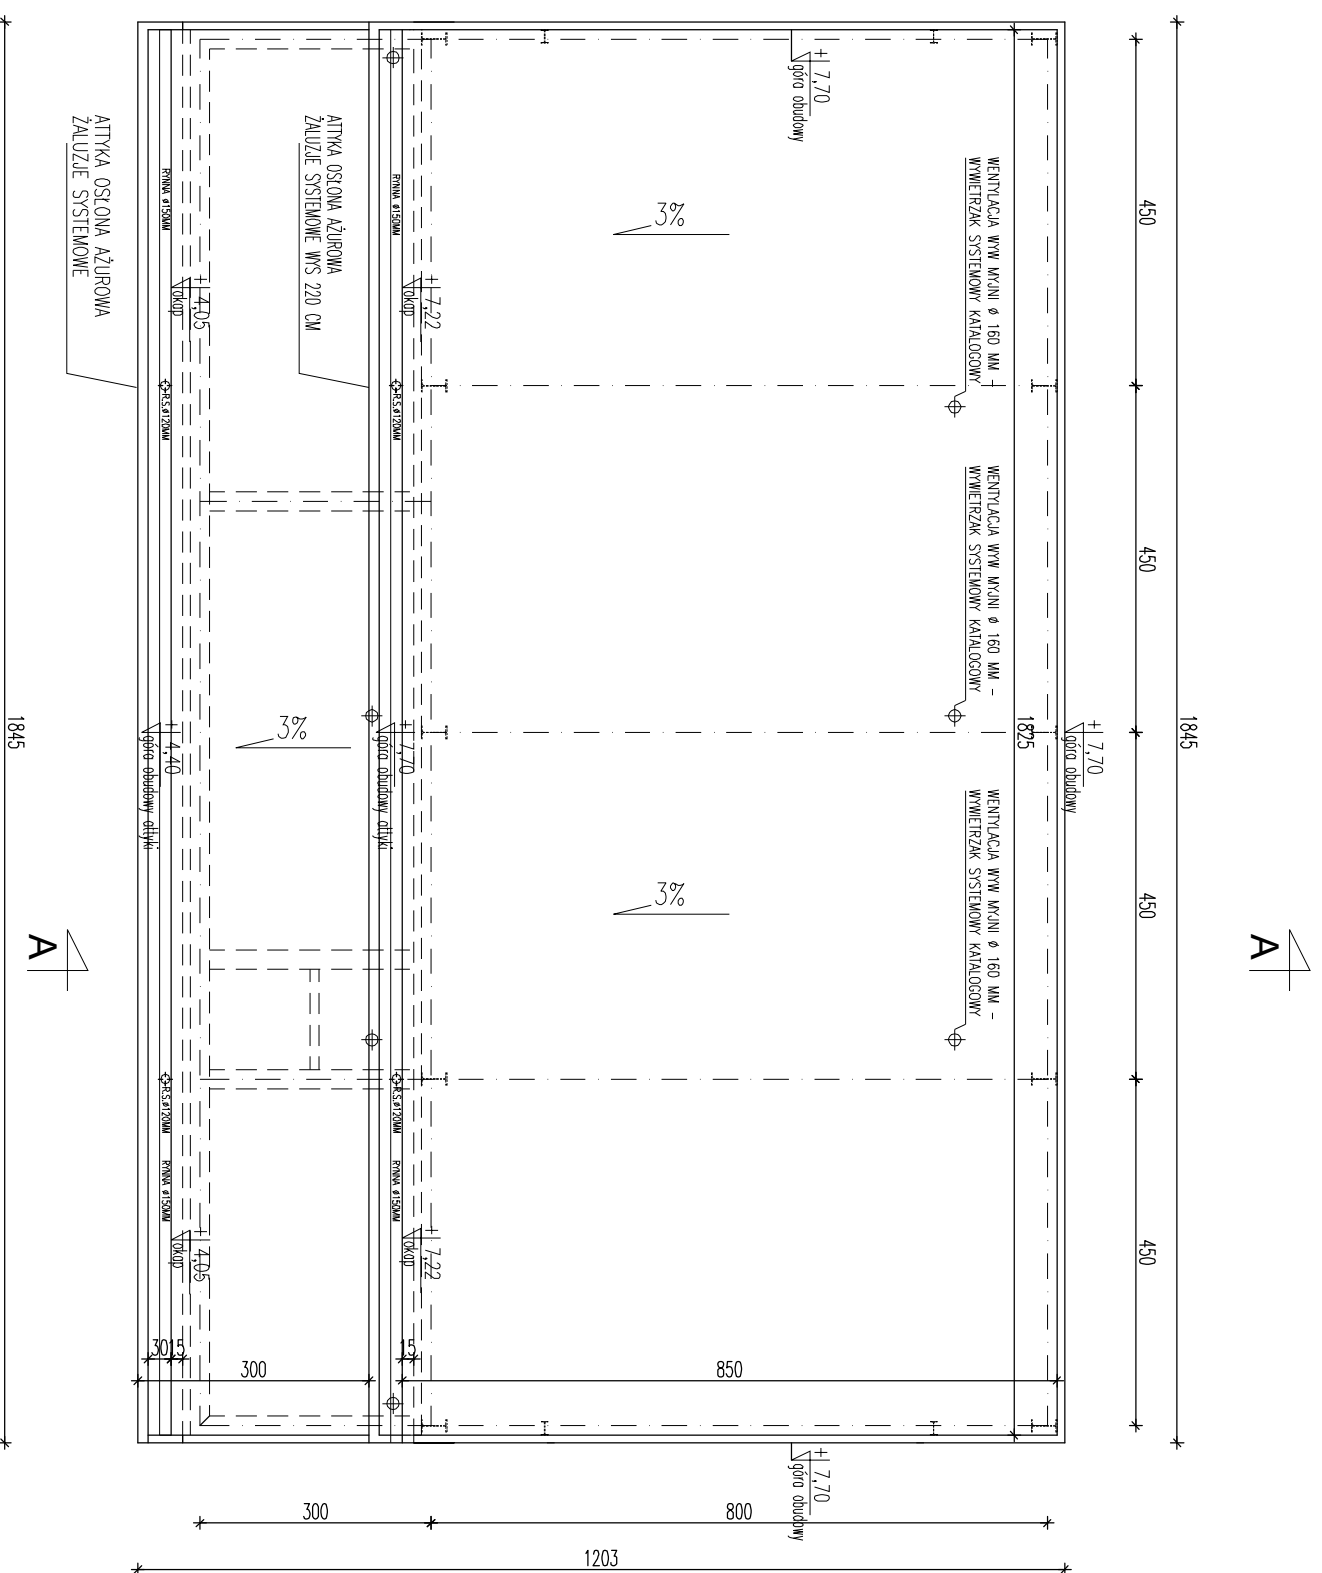 1845
450
450
450
450
1825
+ 7,70
góra obudowy
+ 7,70
góra obudowy
+ 7,70
góra obudowy
WENTYLACJA WYW MYJNI ø 160 MM –
WYWIETRZAK SYSTEMOWY KATALOGOWY
WENTYLACJA WYW MYJNI ø 160 MM –
WYWIETRZAK SYSTEMOWY KATALOGOWY
WENTYLACJA WYW MYJNI ø 160 MM –
WYWIETRZAK SYSTEMOWY KATALOGOWY
3%
3%
3%
+ 7,22
okap
+ 7,22
okap
RYNNA ø150MM
R.S.ø120MM
R.S.ø120MM
RYNNA ø150MM
+ 7,70
góra obudowy attyki
ATTYKA OSŁONA AŻUROWA
ŻALUZJE SYSTEMOWE WYS 220 CM
+ 4,05
okap
+ 4,05
okap
RYNNA ø150MM
R.S.ø120MM
R.S.ø120MM
RYNNA ø150MM
+ 4,40
góra obudowy attyki
ATTYKA OSŁONA AŻUROWA
ŻALUZJE SYSTEMOWE
1845
A
A
30
15
15
300
850
300
800
1203